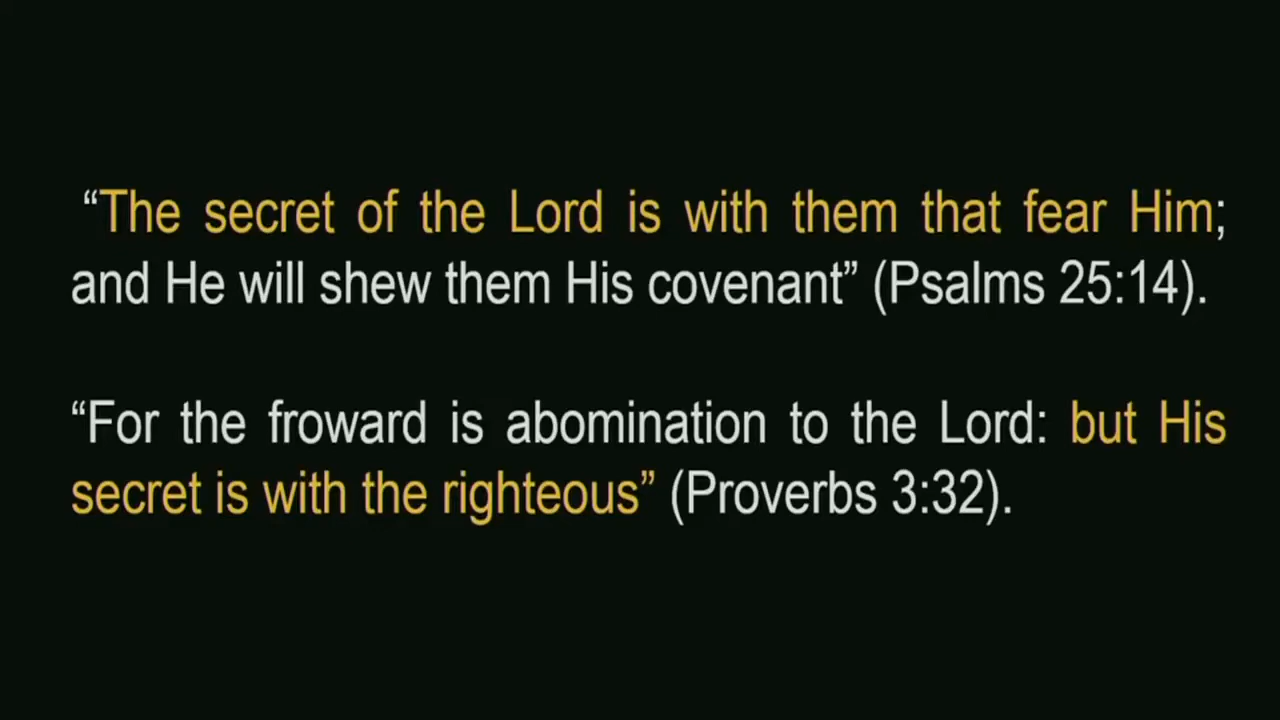 “The secret of the Lord is with them that fear Him;
and He will shew them His covenant” (Psalms 25:14).
“For the froward is abomination to the Lord: but His
secret is with the righteous” (Proverbs 3:32).